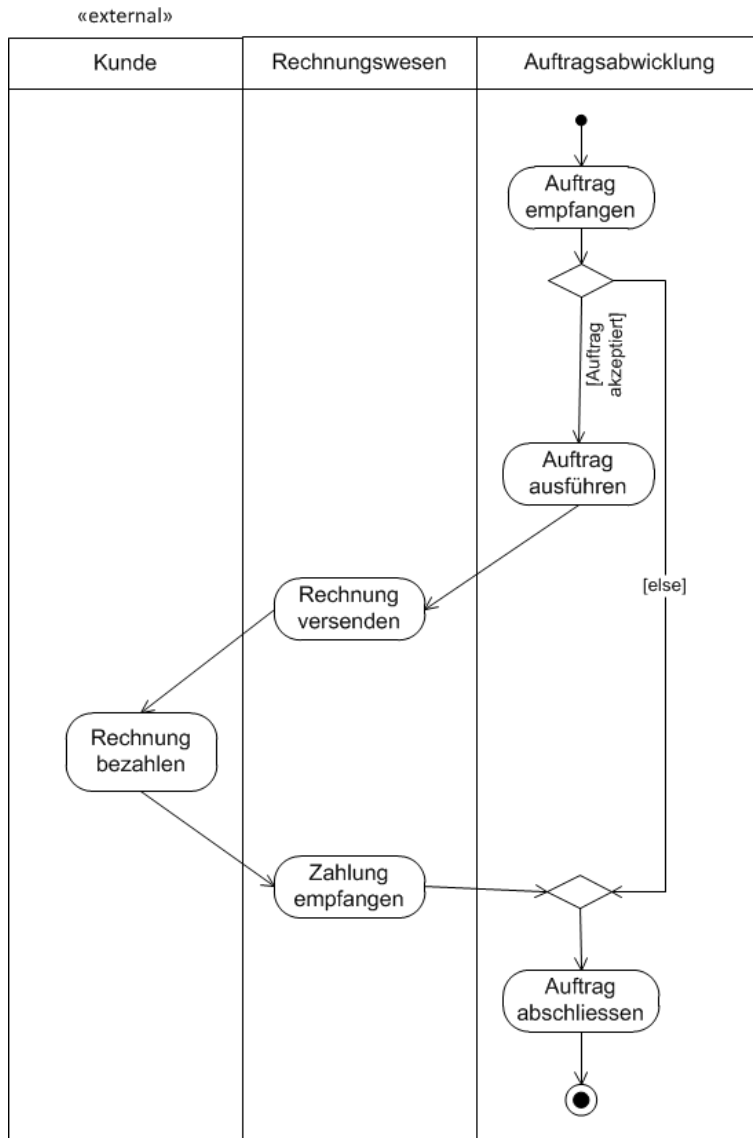 «external»
Kunde
Rechnungswesen
Auftragsabwicklung
Auftrag
empfangen
[Auftrag
akzeptiert]
Auftrag
ausführen
[else]
Rechnung
versenden
Rechnung
bezahlen
Zahlung
empfangen
Auftrag
abschliessen